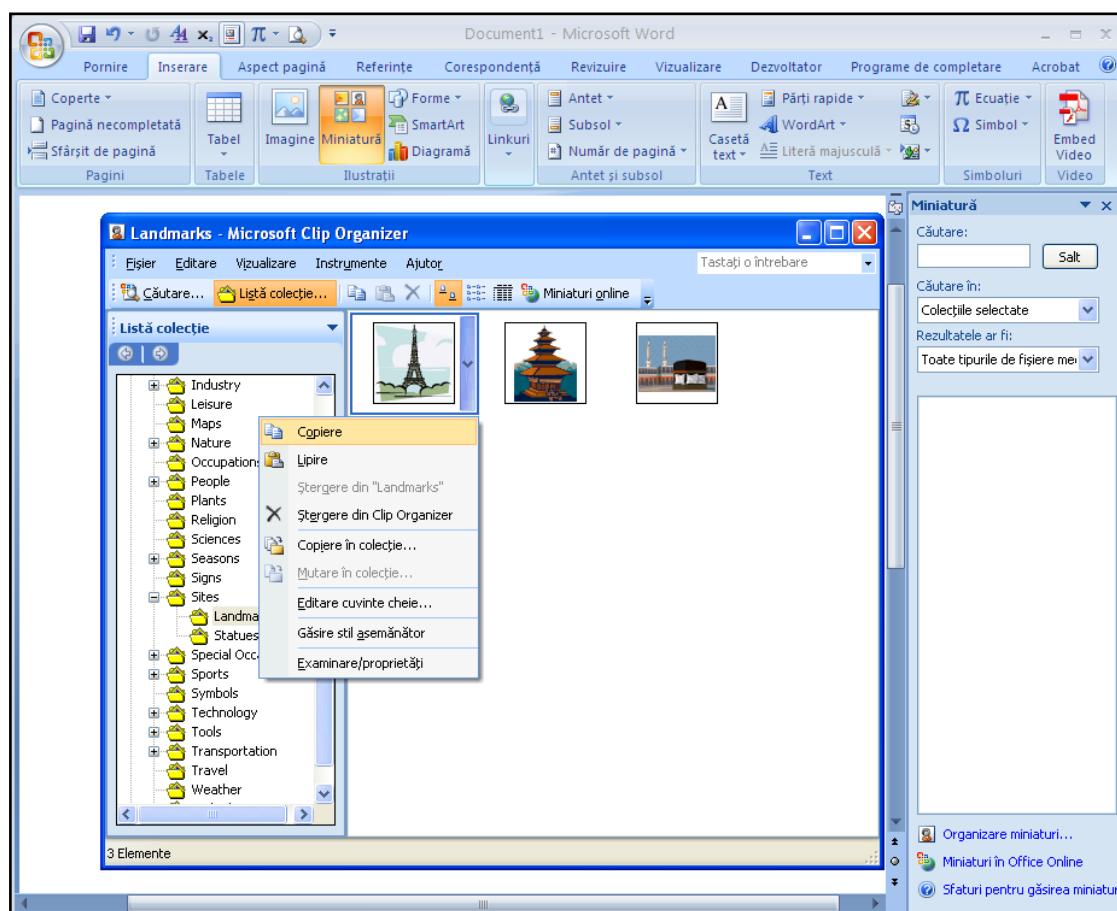 Document1 - Microsoft Word
Pornire Inserare Aspect pagină Referințe Corespondență Revizuire Vizualizare Dezvoltator Programe de completare Acrobat
Coperte
Pagină necompletată
Sfârșit de pagină
Pagini
Tabel
Tabele
Imagine
Miniatură
Forme
SmartArt
Diagramă
Ilustrații
Linkuri
Antet
Subsol
Număr de pagină
Antet și subsol
Casetă text
Părți rapide
WordArt
Literă majusculă
Text
π Ecuație
Ω Simbol
Simboluri
Embed Video
Video
Landmarks - Microsoft Clip Organizer
Fișier Editare Vizualizare Instrumente Ajutor
Tastați o întrebare
Căutare... Listă colecție... Miniaturi online
Listă colecție
Industry
Leisure
Maps
Nature
Occupations
People
Plants
Religion
Sciences
Seasons
Signs
Sites
Landma
Statues
Special Occ
Sports
Symbols
Technology
Tools
Transportation
Travel
Weather
Copiere
Lipire
Ștergere din "Landmarks"
Ștergere din Clip Organizer
Copiere în colecție...
Mutare în colecție...
Editare cuvinte cheie...
Găsire stil asemănător
Examinare/proprietăți
3 Elemente
Miniatură
Căutare:
Salt
Căutare în:
Colecțiile selectate
Rezultatele ar fi:
Toate tipurile de fișiere me
Organizare miniaturi...
Miniaturi în Office Online
Sfaturi pentru găsirea miniatur